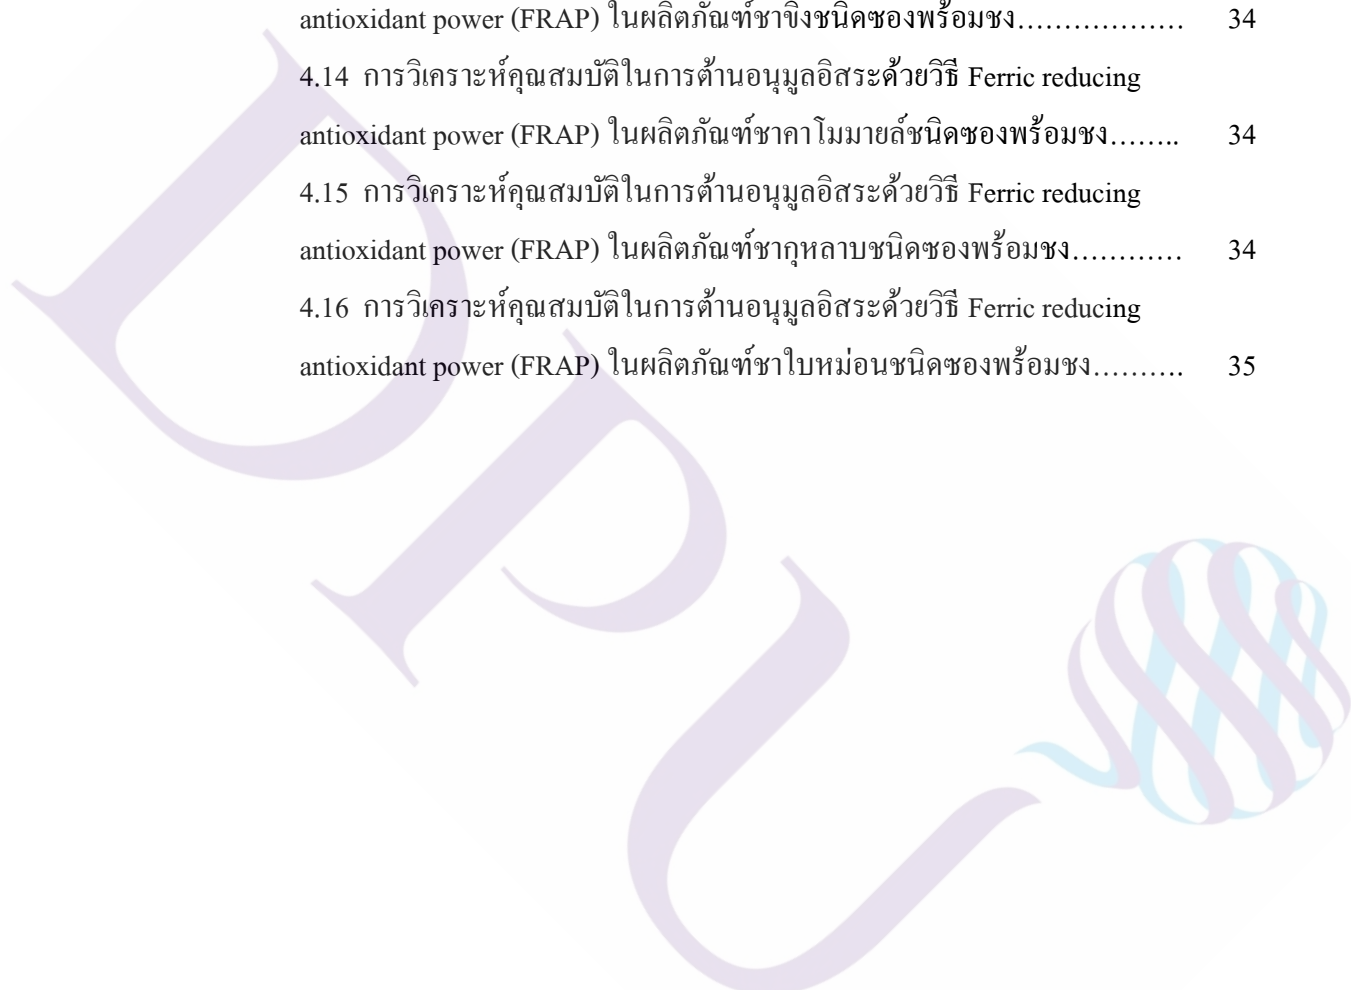 antioxidant power (FRAP) ในผลิตภัณฑ์ชาขิงชนิดซองพร้อมชง……………… 34
4.14 การวิเคราะห์คุณสมบัติในการต้านอนุมูลอิสระด้วยวิธี Ferric reducing
antioxidant power (FRAP) ในผลิตภัณฑ์ชาคาโมมายล์ชนิดซองพร้อมชง…….. 34
4.15 การวิเคราะห์คุณสมบัติในการต้านอนุมูลอิสระด้วยวิธี Ferric reducing
antioxidant power (FRAP) ในผลิตภัณฑ์ชากุหลาบชนิดซองพร้อมชง………… 34
4.16 การวิเคราะห์คุณสมบัติในการต้านอนุมูลอิสระด้วยวิธี Ferric reducing
antioxidant power (FRAP) ในผลิตภัณฑ์ชาใบหม่อนชนิดซองพร้อมชง………. 35
DPU